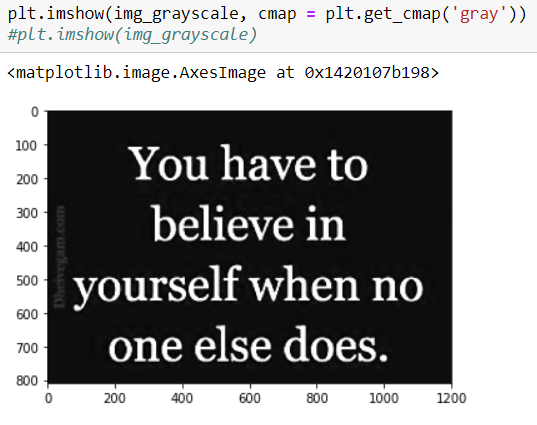 plt.imshow(img_grayscale, cmap = plt.get_cmap('gray'))
#plt.imshow(img_grayscale)
<matplotlib.image.AxesImage at 0x1420107b198>
0
100
200
300
400
500
600
700
800
You have to
believe in
yourself when no
one else does.
Dheivegam.com
0 200 400 600 800 1000 1200